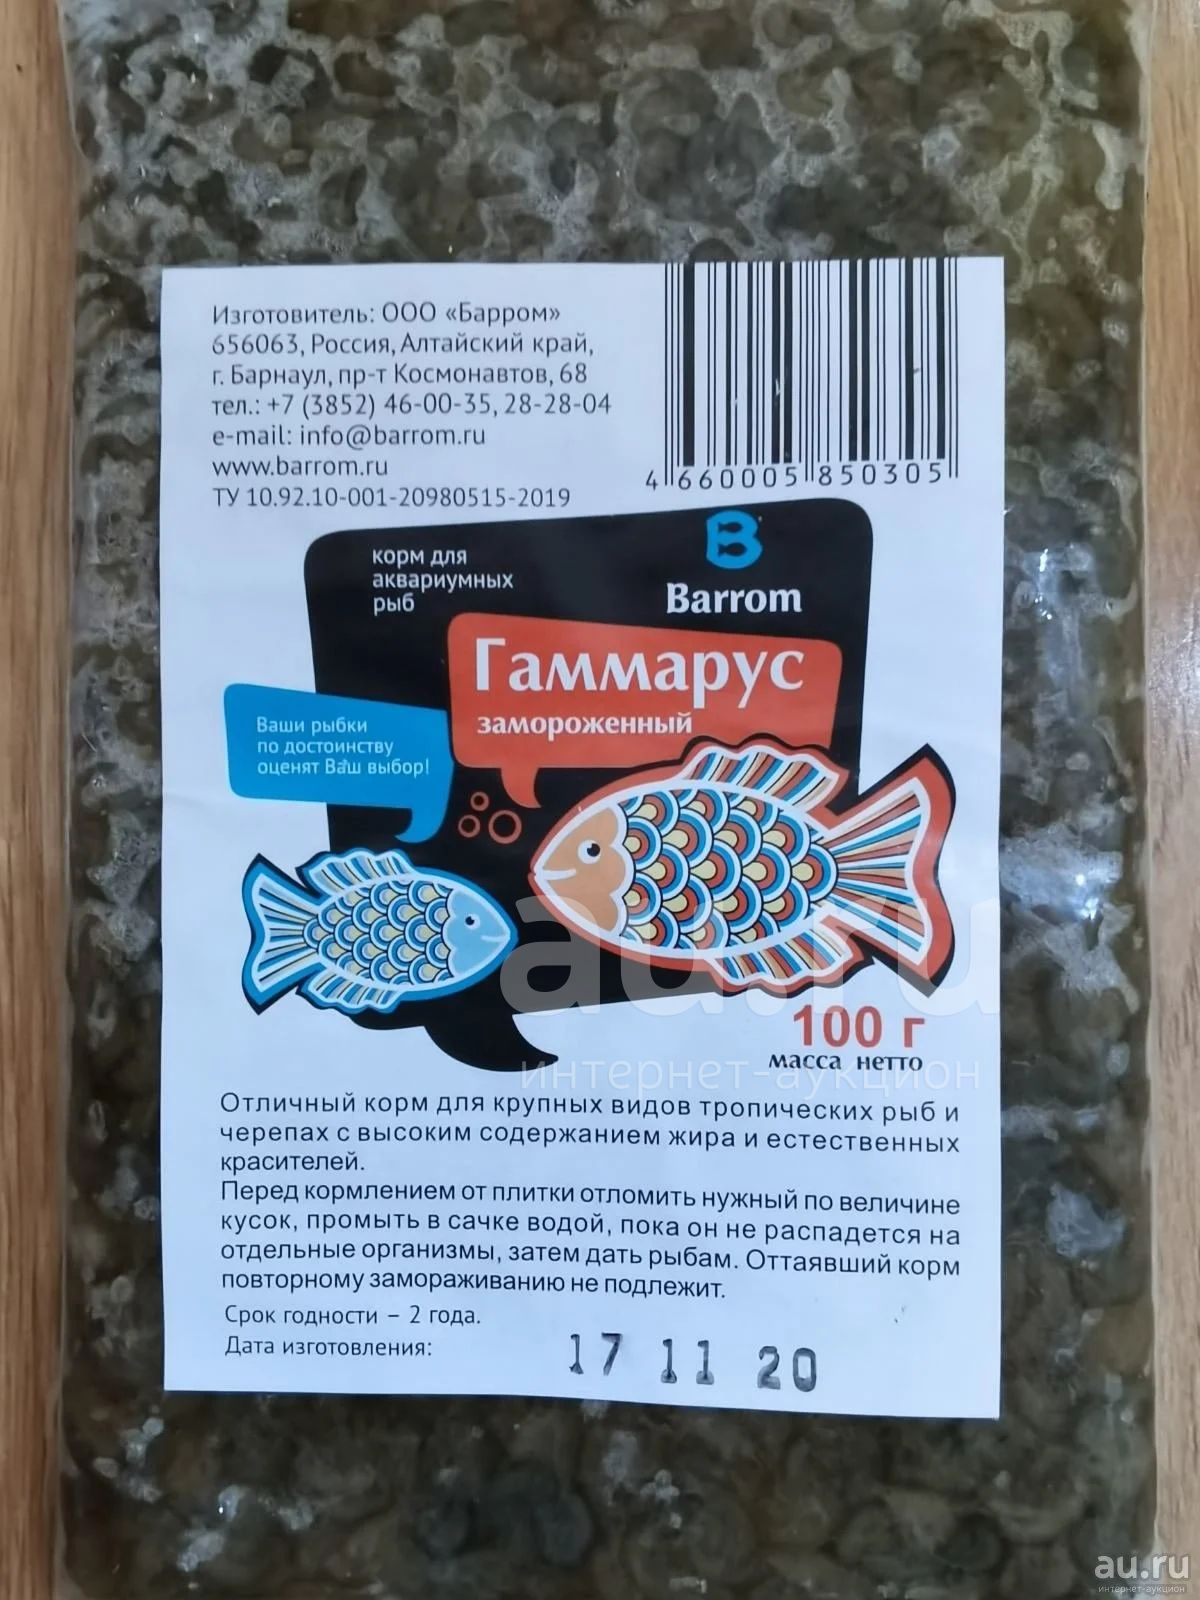 Изготовитель: ООО «Барром»
656063, Россия, Алтайский край,
г. Барнаул, пр-т Космонавтов, 68
тел.: +7 (3852) 46-00-35, 28-28-04
e-mail: info@barrom.ru
www.barrom.ru
ТУ 10.92.10-001-20980515-2019
4 660005 850305
корм для
аквариумных
рыб
B
Barrom
Гаммарус
замороженный
Ваши рыбки
по достоинству
оценят Ваш выбор!
100 г
масса нетто
au.ru
интернет-аукцион
Отличный корм для крупных видов тропических рыб и
черепах с высоким содержанием жира и естественных
красителей.
Перед кормлением от плитки отломить нужный по величине
кусок, промыть в сачке водой, пока он не распадется на
отдельные организмы, затем дать рыбам. Оттаявший корм
повторному замораживанию не подлежит.
Срок годности – 2 года.
Дата изготовления:
17 11 20
au.ru
интернет-аукцион